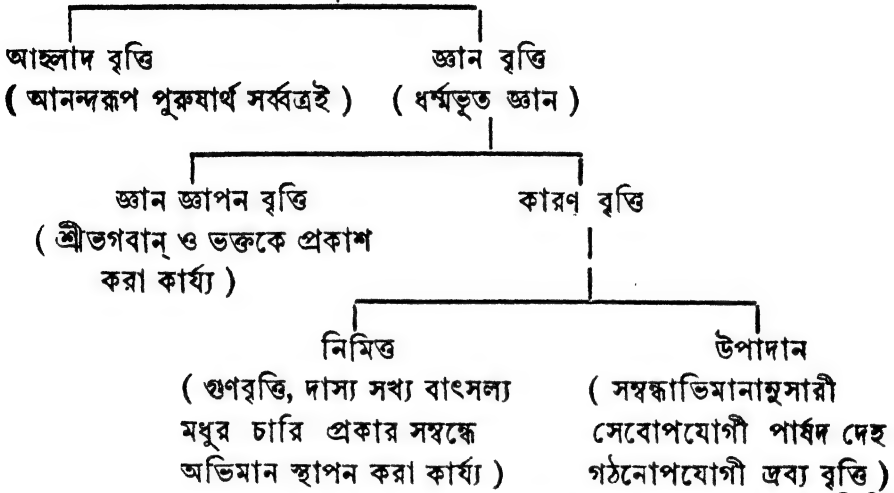 আহ্লাদ বৃত্তি জ্ঞান বৃত্তি
( আনন্দরূপ পুরুষার্থ সর্ব্বত্রই ) ( ধর্ম্মভূত জ্ঞান )
জ্ঞান জ্ঞাপন বৃত্তি কারণ বৃত্তি
( শ্রীভগবান্ ও ভক্তকে প্রকাশ
করা কার্য্য )
নিমিত্ত উপাদান
( গুণবৃত্তি, দাস্য সখ্য বাৎসল্য ( সম্বন্ধাভিমানানুসারী
মধুর চারি প্রকার সম্বন্ধে সেবোপযোগী পার্ষদ দেহ
অভিমান স্থাপন করা কার্য্য ) গঠনোপযোগী দ্রব্য বৃত্তি )